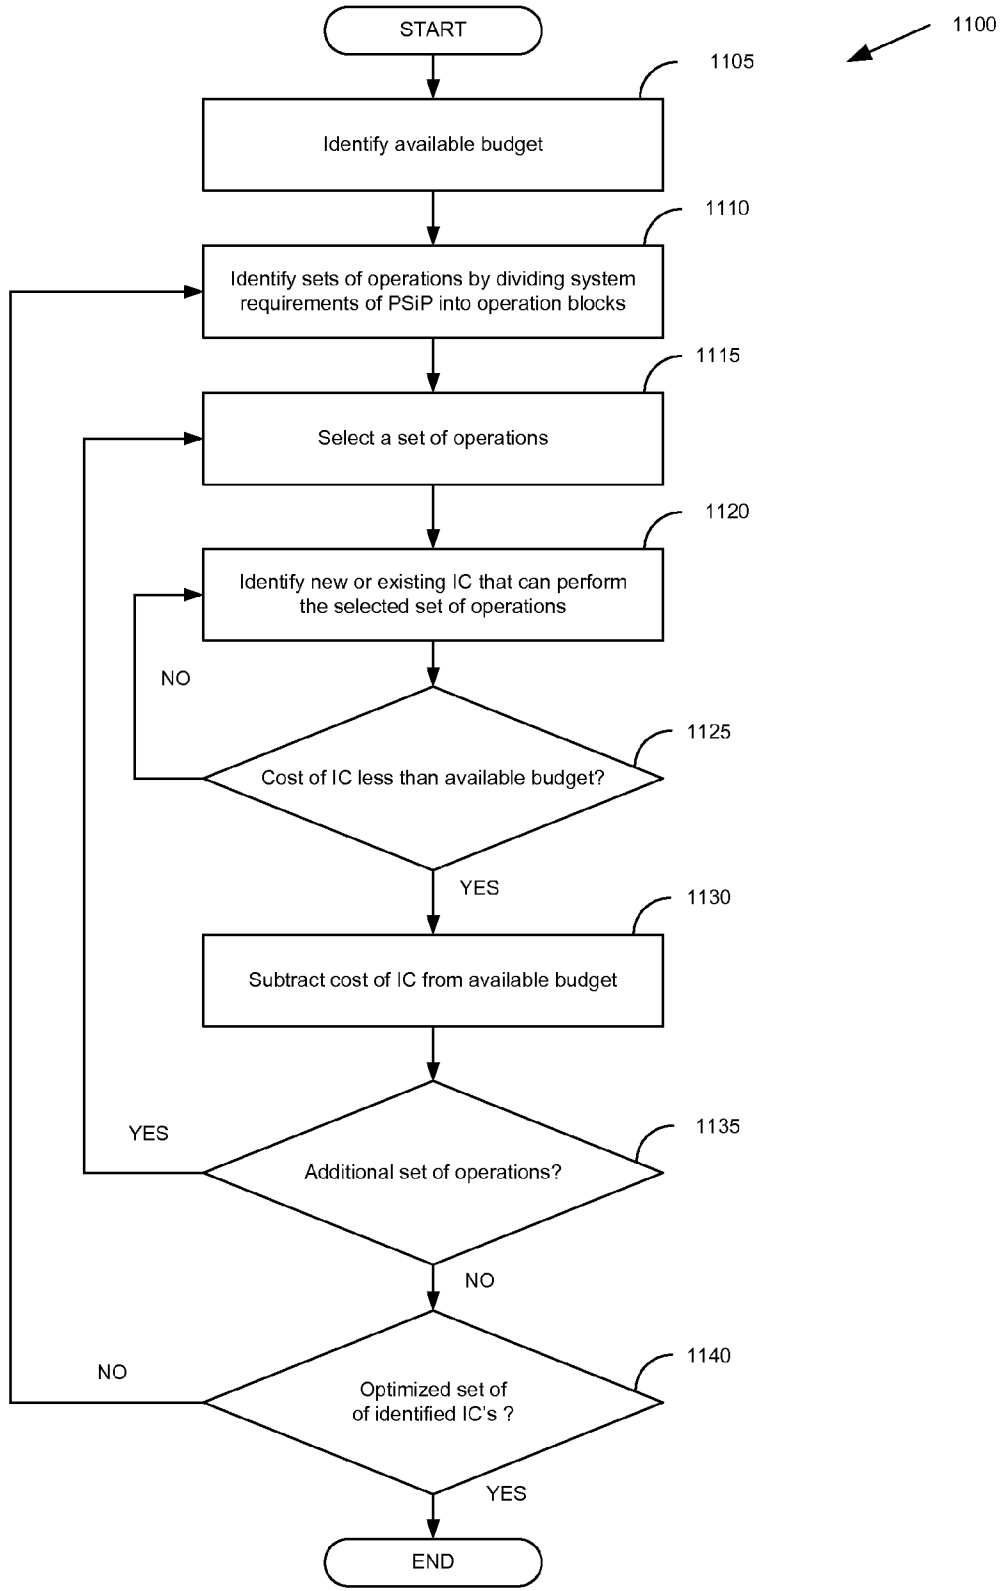 START
1100
1105
Identify available budget
1110
Identify sets of operations by dividing system
requirements of PSiP into operation blocks
1115
Select a set of operations
1120
Identify new or existing IC that can perform
the selected set of operations
NO
1125
Cost of IC less than available budget?
YES
1130
Subtract cost of IC from available budget
1135
YES
Additional set of operations?
NO
1140
NO
Optimized set of
of identified IC's ?
YES
END